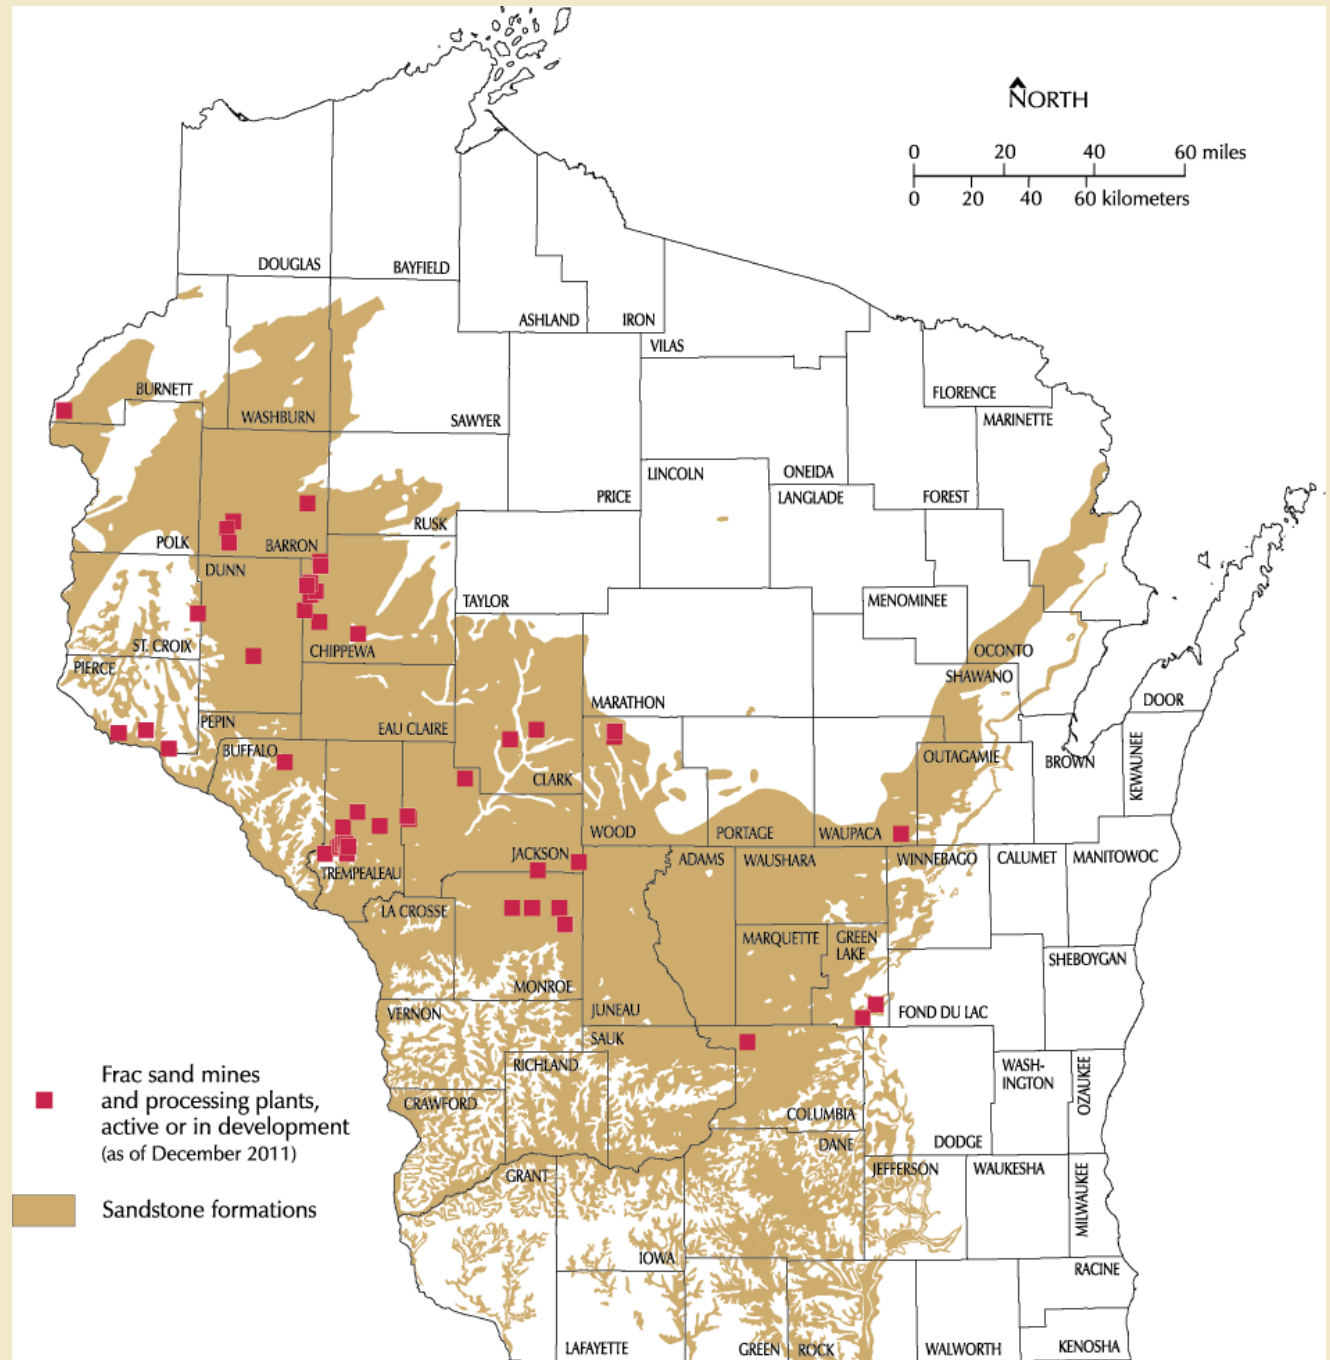 NORTH
0 20 40 60 miles
0 20 40 60 kilometers
DOUGLAS
BAYFIELD
ASHLAND
IRON
VILAS
BURNETT
WASHBURN
SAWYER
FLORENCE
MARINETTE
PRICE
LINCOLN
ONEIDA
LANGLADE
FOREST
RUSK
POLK
BARRON
DUNN
TAYLOR
MENOMINEE
ST. CROIX
CHIPPEWA
OCONTO
PIERCE
SHAWANO
MARATHON
DOOR
PEPIN
EAU CLAIRE
BUFFALO
OUTAGAMIE
BROWN
KEWAUNEE
CLARK
WOOD
PORTAGE
WAUPACA
JACKSON
ADAMS
WAUSHARA
WINNEBAGO
CALUMET
MANITOWOC
TREMPEALEAU
LA CROSSE
MARQUETTE
GREEN
LAKE
SHEBOYGAN
MONROE
VERNON
JUNEAU
FOND DU LAC
SAUK
RICHLAND
WASH-
INGTON
OZAUKEE
CRAWFORD
COLUMBIA
DODGE
DANE
GRANT
JEFFERSON
WAUKESHA
MILWAUKEE
IOWA
RACINE
LAFAYETTE
GREEN
ROCK
WALWORTH
KENOSHA
Frac sand mines
and processing plants,
active or in development
(as of December 2011)
Sandstone formations